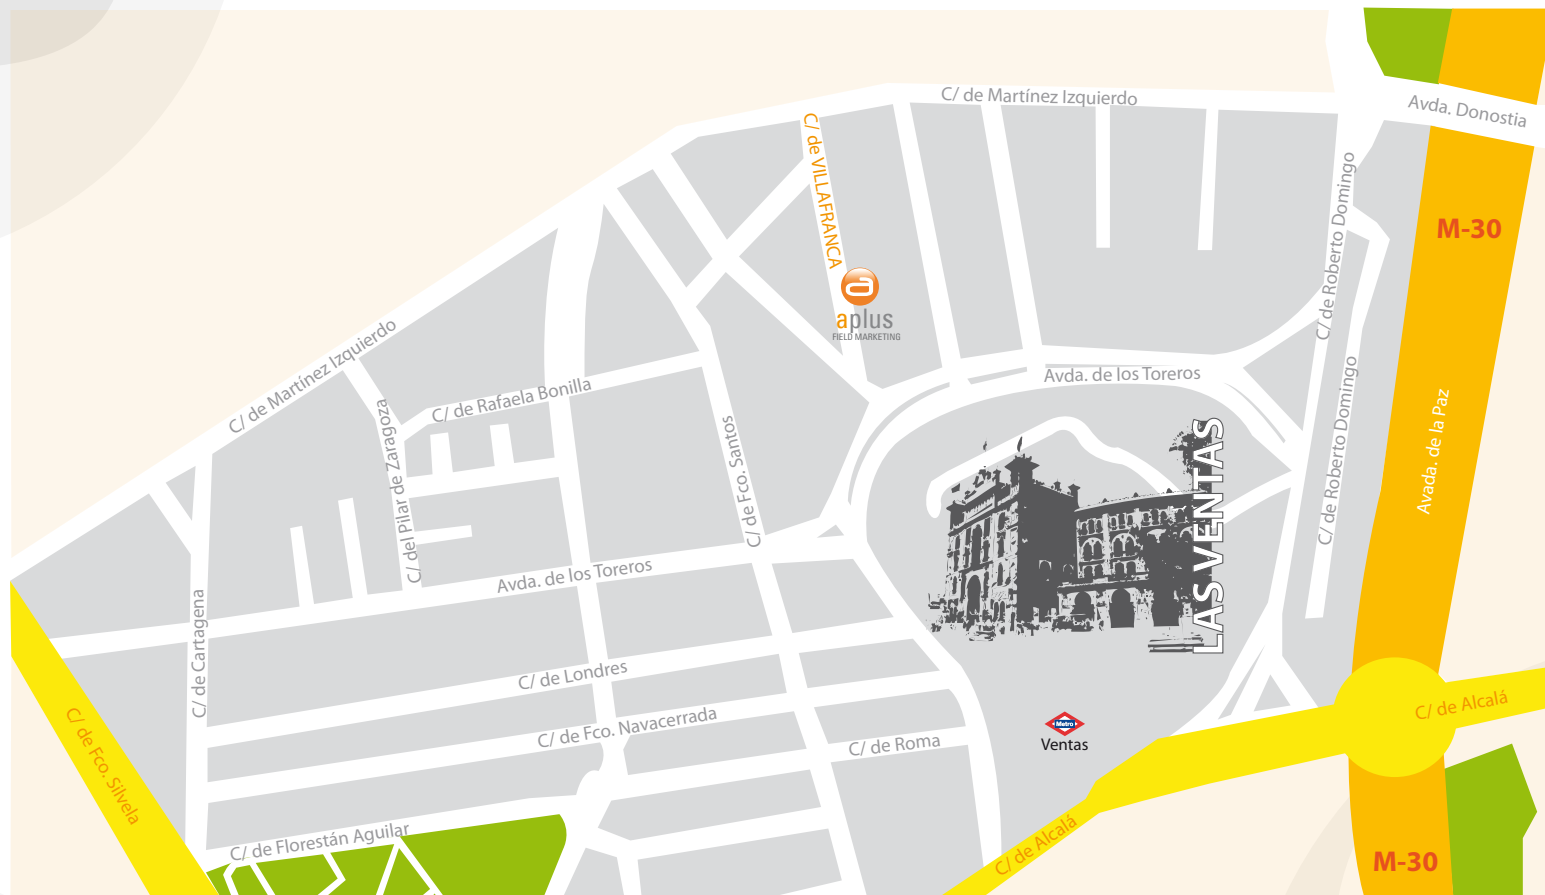 C/ de Martínez Izquierdo
Avda. Donostia
C/ de VILLAFRANCA
C/ de Roberto Domingo
M-30
a
aplus
FIELD MARKETING
C/ de Martínez Izquierdo
C/ de Rafaela Bonilla
Avda. de los Toreros
C/ del Pilar de Zaragoza
C/ de Fco. Santos
LAS VENTAS
C/ de Roberto Domingo
Avada. de la Paz
Avda. de los Toreros
C/ de Cartagena
C/ de Londres
C/ de Fco. Navacerrada
C/ de Roma
Metro
Ventas
C/ de Alcalá
C/ de Fco. Silvela
C/ de Florestán Aguilar
C/ de Alcalá
M-30